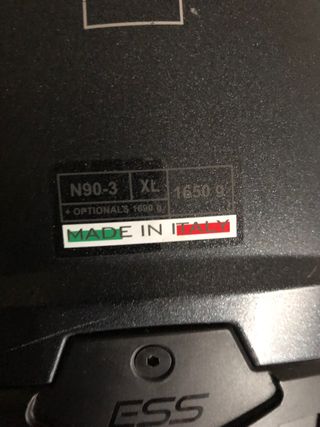 N90-3 XL 1650 g
+ OPTIONALS 1690 g
MADE IN ITALY
ESS